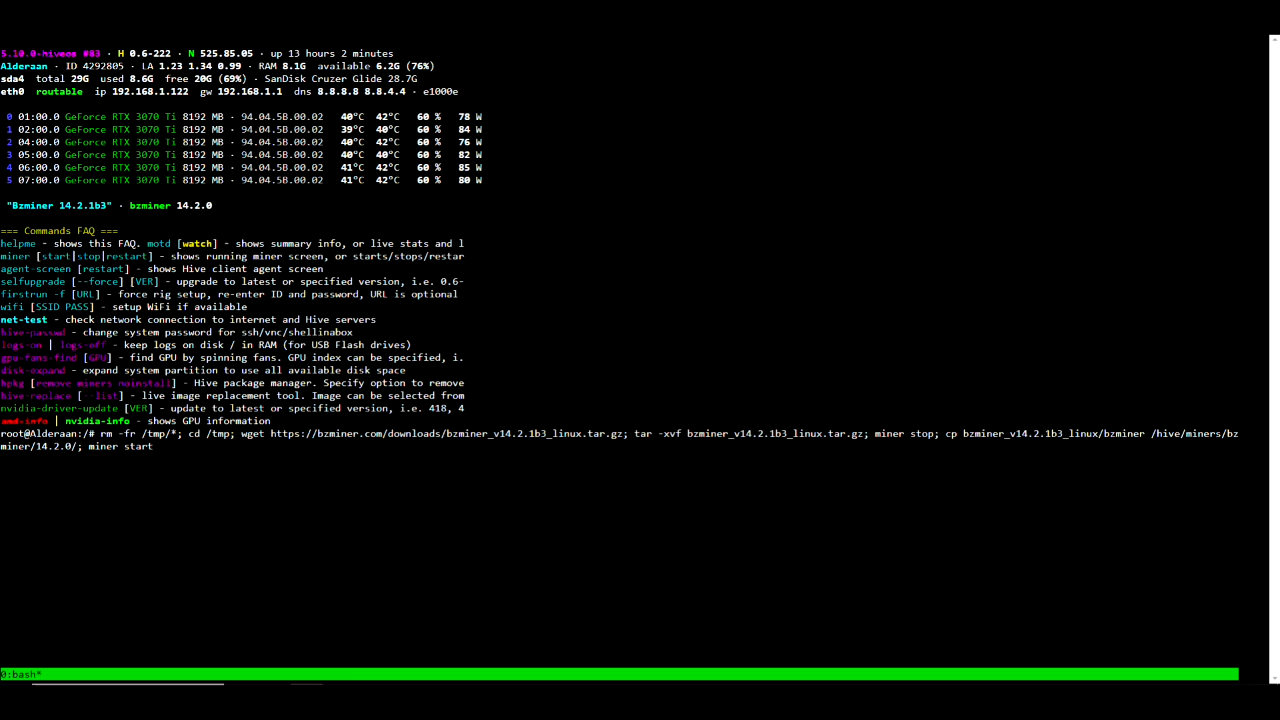 5.10.0-hiveos #83 · H 0.6-222 · N 525.85.05 · up 13 hours 2 minutes
Alderaan · ID 4292805 · LA 1.23 1.34 0.99 · RAM 8.1G available 6.2G (76%)
sda4 total 29G used 8.6G free 20G (69%) · SanDisk Cruzer Glide 28.7G
eth0 routable ip 192.168.1.122 gw 192.168.1.1 dns 8.8.8.8 8.8.4.4 · e1000e
0 01:00.0 GeForce RTX 3070 Ti 8192 MB · 94.04.5B.00.02 40°C 42°C 60 % 78 W
1 02:00.0 GeForce RTX 3070 Ti 8192 MB · 94.04.5B.00.02 39°C 40°C 60 % 84 W
2 04:00.0 GeForce RTX 3070 Ti 8192 MB · 94.04.5B.00.02 40°C 42°C 60 % 76 W
3 05:00.0 GeForce RTX 3070 Ti 8192 MB · 94.04.5B.00.02 40°C 40°C 60 % 82 W
4 06:00.0 GeForce RTX 3070 Ti 8192 MB · 94.04.5B.00.02 41°C 42°C 60 % 85 W
5 07:00.0 GeForce RTX 3070 Ti 8192 MB · 94.04.5B.00.02 41°C 42°C 60 % 80 W
"Bzminer 14.2.1b3" · bzminer 14.2.0
=== Commands FAQ ===
helpme - shows this FAQ. motd [watch] - shows summary info, or live stats and l
miner [start|stop|restart] - shows running miner screen, or starts/stops/restar
agent-screen [restart] - shows Hive client agent screen
selfupgrade [--force] [VER] - upgrade to latest or specified version, i.e. 0.6-
firstrun -f [URL] - force rig setup, re-enter ID and password, URL is optional
wifi [SSID PASS] - setup WiFi if available
net-test - check network connection to internet and Hive servers
hive-passwd - change system password for ssh/vnc/shellinabox
logs-on | logs-off - keep logs on disk / in RAM (for USB Flash drives)
gpu-fans-find [GPU] - find GPU by spinning fans. GPU index can be specified, i.
disk-expand - expand system partition to use all available disk space
hpkg [remove miners noinstall] - Hive package manager. Specify option to remove
hive-replace [--list] - live image replacement tool. Image can be selected from
nvidia-driver-update [VER] - update to latest or specified version, i.e. 418, 4
amd-info | nvidia-info - shows GPU information
root@Alderaan:/# rm -fr /tmp/*; cd /tmp; wget https://bzminer.com/downloads/bzminer_v14.2.1b3_linux.tar.gz; tar -xvf bzminer_v14.2.1b3_linux.tar.gz; miner stop; cp bzminer_v14.2.1b3_linux/bzminer /hive/miners/bz
miner/14.2.0/; miner start
0:bash*